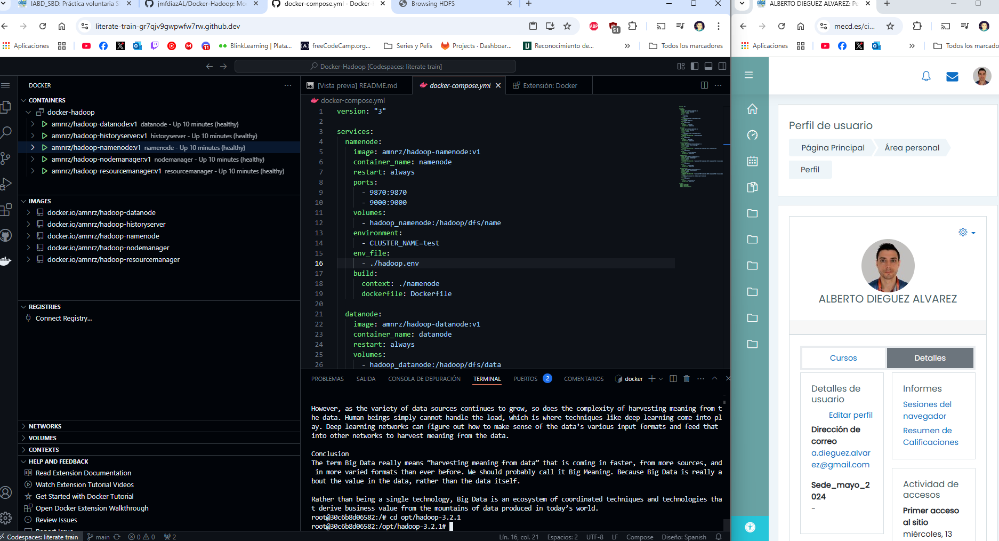 IABD_SBD: Práctica voluntaria S
jmfdiazAL/Docker-Hadoop: Mo
docker-compose.yml - Docker-
Browsing HDFS
literate-train-gr7qjv9gwpwfw7rw.github.dev
ABP
51
Aplicaciones
BlinkLearning | Plata...
freeCodeCamp.org...
Series y Pelis
Projects · Dashboar...
Reconocimiento de...
Todos los marcadores
Docker-Hadoop [Codespaces: literate train]
DOCKER
CONTAINERS
docker-hadoop
amnrz/hadoop-datanode:v1 datanode - Up 10 minutes (healthy)
amnrz/hadoop-historyserver:v1 historyserver - Up 10 minutes (healthy)
amnrz/hadoop-namenode:v1 namenode - Up 10 minutes (healthy)
amnrz/hadoop-nodemanager:v1 nodemanager - Up 10 minutes (healthy)
amnrz/hadoop-resourcemanager:v1 resourcemanager - Up 10 minutes (healthy)
IMAGES
docker.io/amnrz/hadoop-datanode
docker.io/amnrz/hadoop-historyserver
docker.io/amnrz/hadoop-namenode
docker.io/amnrz/hadoop-nodemanager
docker.io/amnrz/hadoop-resourcemanager
REGISTRIES
Connect Registry...
NETWORKS
VOLUMES
CONTEXTS
HELP AND FEEDBACK
Read Extension Documentation
Watch Extension Tutorial Videos
Get Started with Docker Tutorial
Open Docker Extension Walkthrough
Review Issues
Report Issue
[Vista previa] README.md
docker-compose.yml
Extensión: Docker
docker-compose.yml
1 version: "3"
2
3 services:
4 namenode:
5 image: amnrz/hadoop-namenode:v1
6 container_name: namenode
7 restart: always
8 ports:
9 - 9870:9870
10 - 9000:9000
11 volumes:
12 - hadoop_namenode:/hadoop/dfs/name
13 environment:
14 - CLUSTER_NAME=test
15 env_file:
16 - ./hadoop.env
17 build:
18 context: ./namenode
19 dockerfile: Dockerfile
20
21 datanode:
22 image: amnrz/hadoop-datanode:v1
23 container_name: datanode
24 restart: always
25 volumes:
26 - hadoop_datanode:/hadoop/dfs/data
PROBLEMAS
SALIDA
CONSOLA DE DEPURACIÓN
TERMINAL
PUERTOS 2
COMENTARIOS
docker
However, as the variety of data sources continues to grow, so does the complexity of harvesting meaning from t
he data. Human beings simply cannot handle the load, which is where techniques like deep learning come into pl
ay. Deep learning networks can figure out how to make sense of the data’s various input formats and feed that
into other networks to harvest meaning from the data.
Conclusion
The term Big Data really means “harvesting meaning from data” that is coming in faster, from more sources, and
in more varied formats than ever before. We should probably call it Big Meaning. Because Big Data is really a
bout the value in the data, rather than the data itself.
Rather than being a single technology, Big Data is an ecosystem of coordinated techniques and technologies tha
t derive business value from the mountains of data produced in today’s world.
root@30c6b8d06582:/# cd opt/hadoop-3.2.1
root@30c6b8d06582:/opt/hadoop-3.2.1#
Codespaces: literate train
main
0
0
2
Lín. 16, col. 21
Espacios: 2
UTF-8
LF
Compose
Diseño: Spanish
ALBERTO DIEGUEZ ALVAREZ: Pe
mecd.es/ci...
Aplicaciones
Todos los marcado
Perfil de usuario
Página Principal
Área personal
Perfil
ALBERTO DIEGUEZ ALVAREZ
Cursos
Detalles
Detalles de
usuario
Editar perfil
Dirección de
correo
a.dieguez.alvar
ez@gmail.com
Sede_mayo_2
024
-
Informes
Sesiones del
navegador
Resumen de
Calificaciones
Actividad de
accesos
Primer acceso
al sitio
miércoles, 13